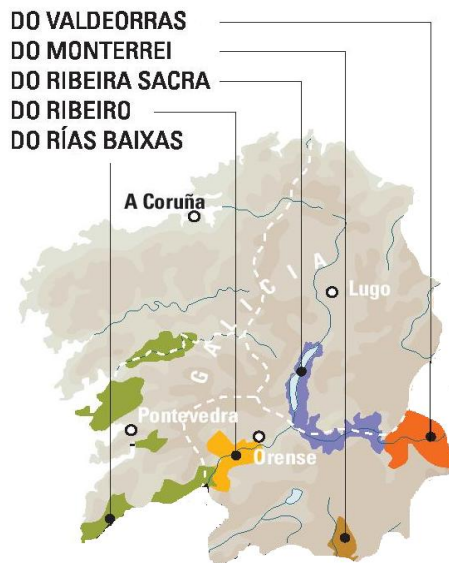 DO VALDEORRAS
DO MONTERREI
DO RIBEIRA SACRA
DO RIBEIRO
DO RÍAS BAIXAS
A Coruña
GALICIA
Lugo
Pontevedra
Orense